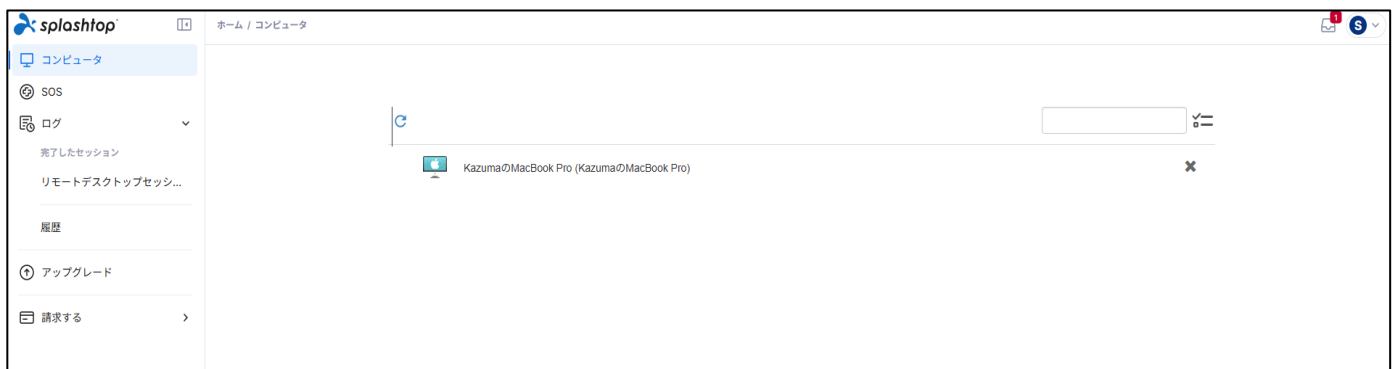 splashtop
ホーム / コンピュータ
1
S
コンピュータ
SOS
ログ
完了したセッション
リモートデスクトップセッシ...
履歴
アップグレード
請求する
KazumaのMacBook Pro (KazumaのMacBook Pro)